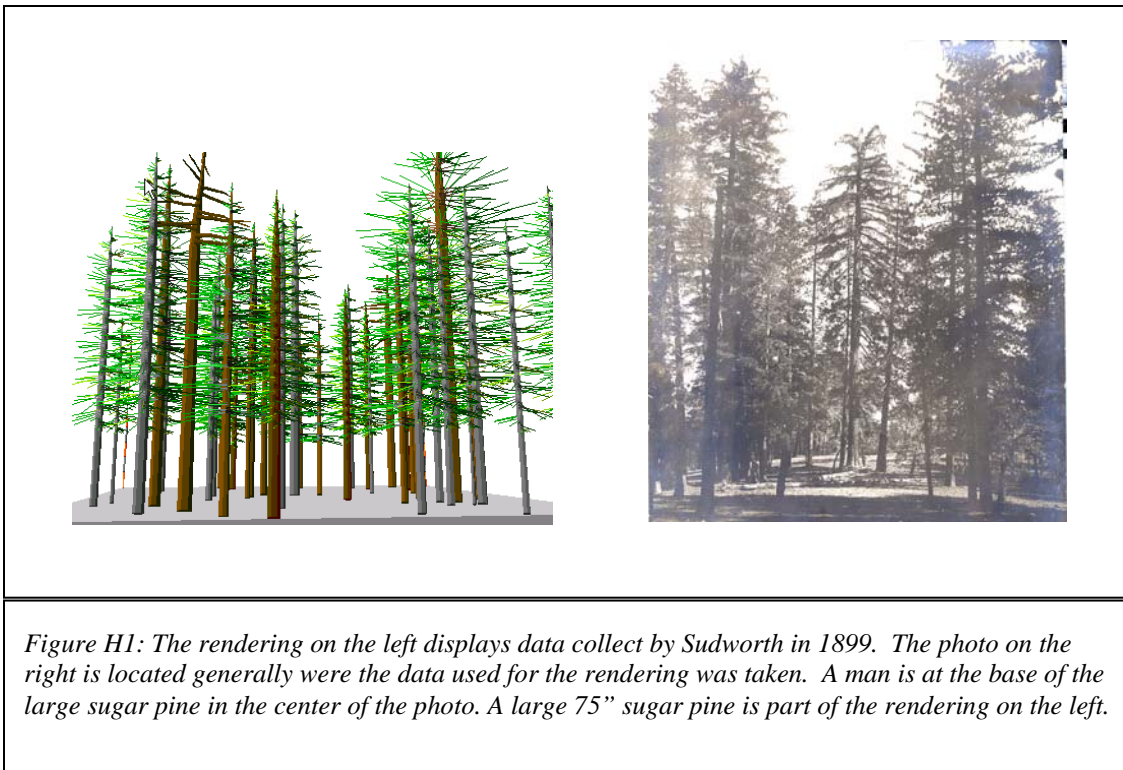 Figure H1: The rendering on the left displays data collect by Sudworth in 1899.  The photo on the
right is located generally were the data used for the rendering was taken.  A man is at the base of the
large sugar pine in the center of the photo. A large 75” sugar pine is part of the rendering on the left.